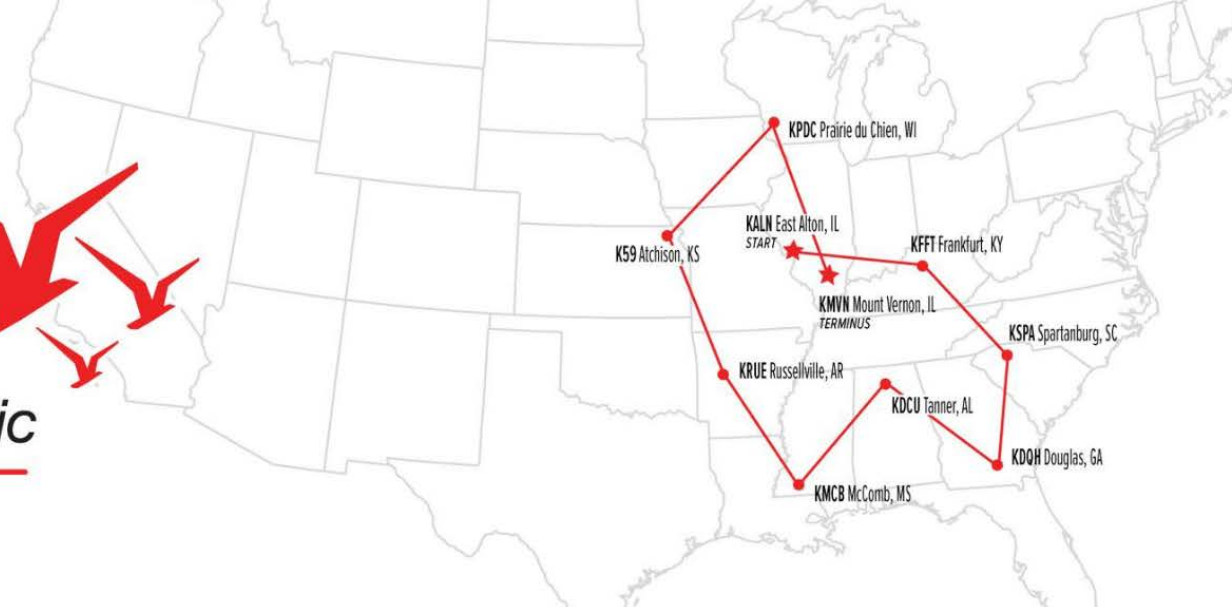 KPDC Prairie du Chien, WI
KALN East Alton, IL
START
KFFT Frankfurt, KY
K59 Atchison, KS
KMVN Mount Vernon, IL
TERMINUS
KSPA Spartanburg, SC
KRUE Russellville, AR
KDCU Tanner, AL
ic
KDQH Douglas, GA
KMCB McComb, MS